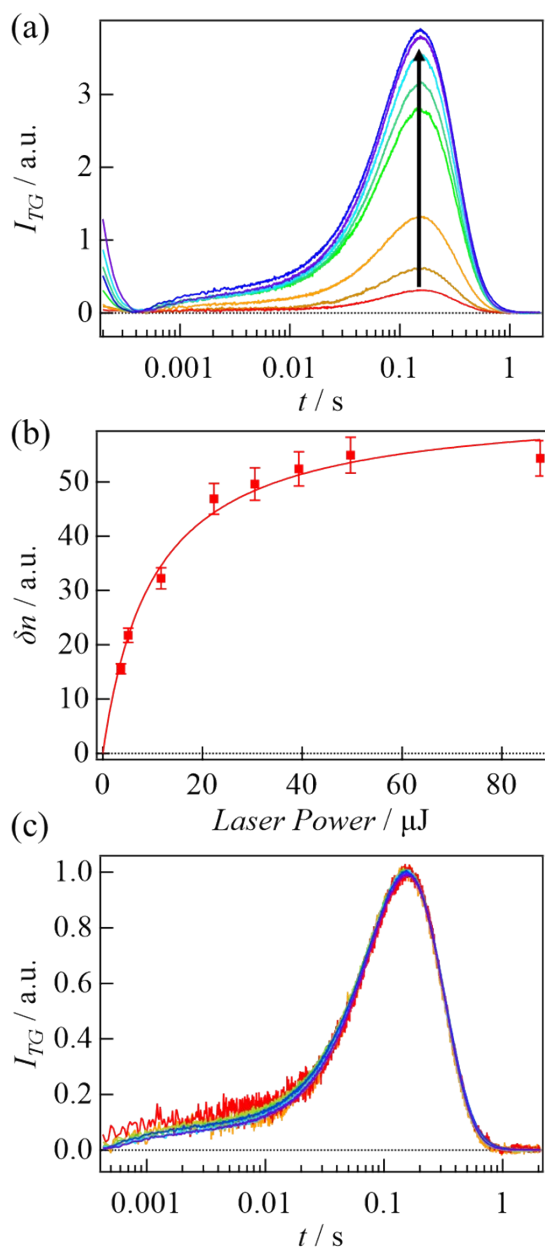 (a)
I_TG / a.u.
3
2
1
0
0.001 0.01 0.1 1
t / s
(b)
δn / a.u.
50
40
30
20
10
0
0 20 40 60 80
Laser Power / µJ
(c)
I_TG / a.u.
1.0
0.8
0.6
0.4
0.2
0.0
0.001 0.01 0.1 1
t / s